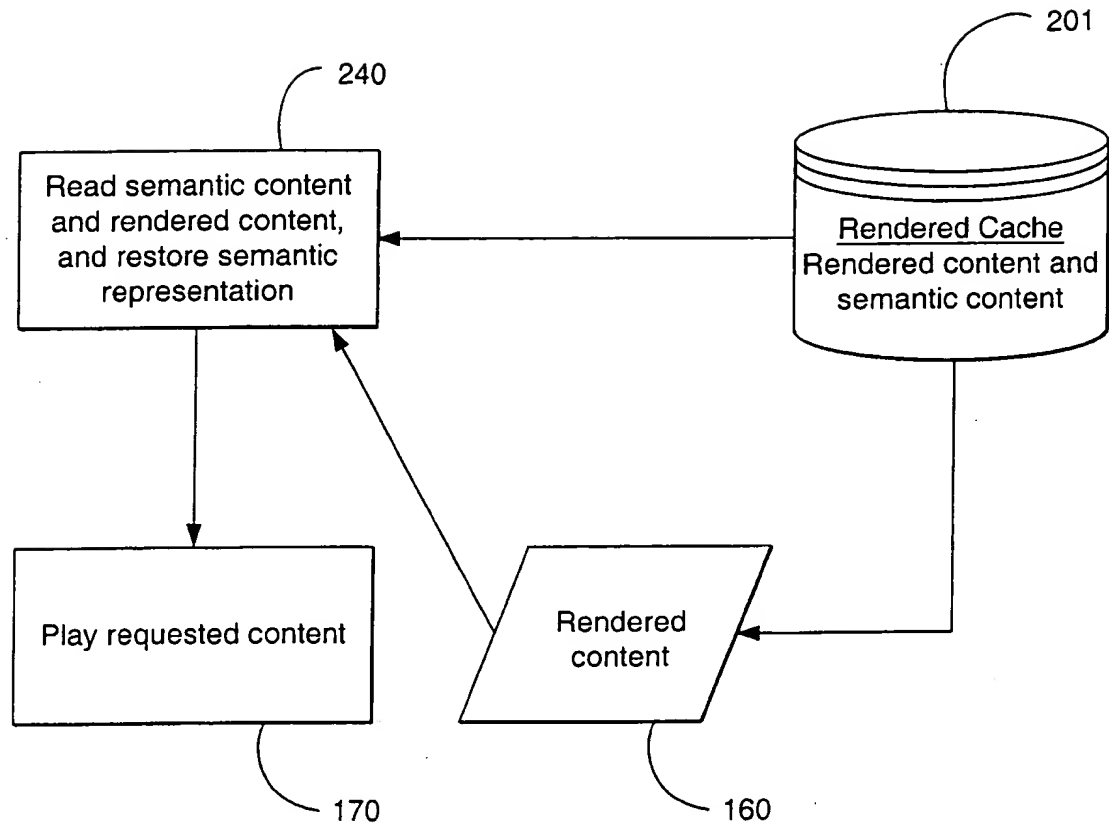 201
240
Read semantic content
and rendered content,
and restore semantic
representation
Rendered Cache
Rendered content and
semantic content
Play requested content
Rendered
content
170
160